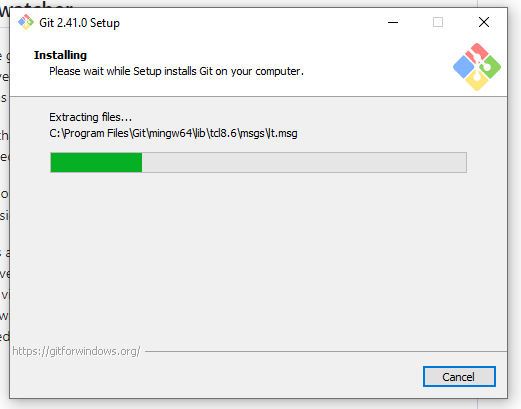 watcher
Git 2.41.0 Setup
Installing
Please wait while Setup installs Git on your computer.
Extracting files...
C:\Program Files\Git\mingw64\lib\tcl8.6\msgs\lt.msg
https://gitforwindows.org/
Cancel